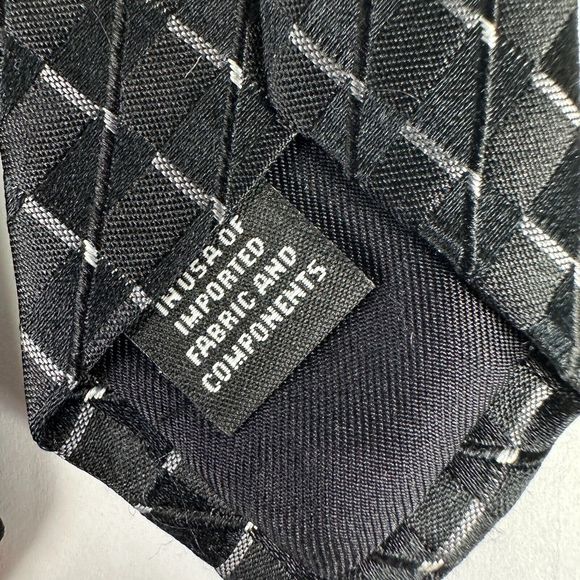 IN USA OF
IMPORTED
FABRIC AND
COMPONENTS